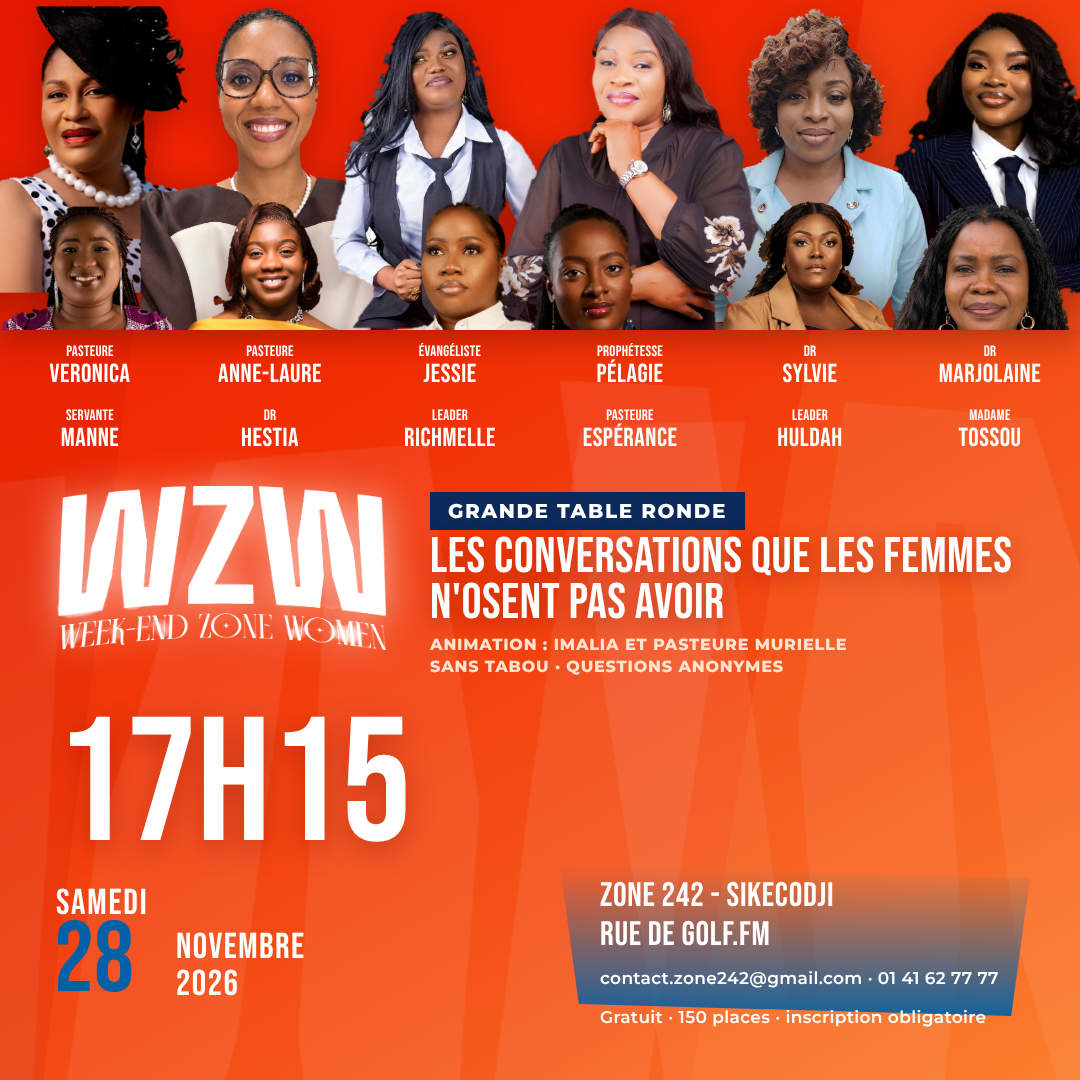 PASTEURE
VERONICA
PASTEURE
ANNE-LAURE
ÉVANGÉLISTE
JESSIE
PROPHÉTESSE
PÉLAGIE
DR
SYLVIE
DR
MARJOLAINE
SERVANTE
MANNE
DR
HESTIA
LEADER
RICHMELLE
PASTEURE
ESPÉRANCE
LEADER
HULDAH
MADAME
TOSSOU
WZW
WEEK-END ZONE WOMEN
GRANDE TABLE RONDE
LES CONVERSATIONS QUE LES FEMMES
N'OSENT PAS AVOIR
ANIMATION : IMALIA ET PASTEURE MURIELLE
SANS TABOU · QUESTIONS ANONYMES
17H15
SAMEDI
28
NOVEMBRE
2026
ZONE 242 - SIKECODJI
RUE DE GOLF.FM
contact.zone242@gmail.com · 01 41 62 77 77
Gratuit · 150 places · inscription obligatoire